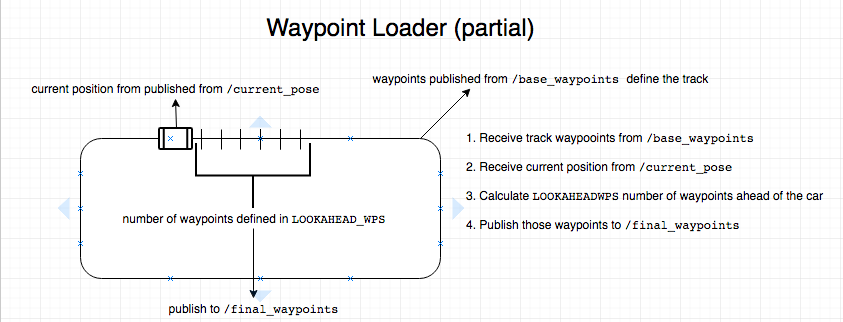 Waypoint Loader (partial)
current position from published from /current_pose
waypoints published from /base_waypoints define the track
1. Receive track waypooints from /base_waypoints
2. Receive current position from /current_pose
3. Calculate LOOKAHEADWPS number of waypoints ahead of the car
4. Publish those waypoints to /final_waypoints
number of waypoints defined in LOOKAHEAD_WPS
publish to /final_waypoints